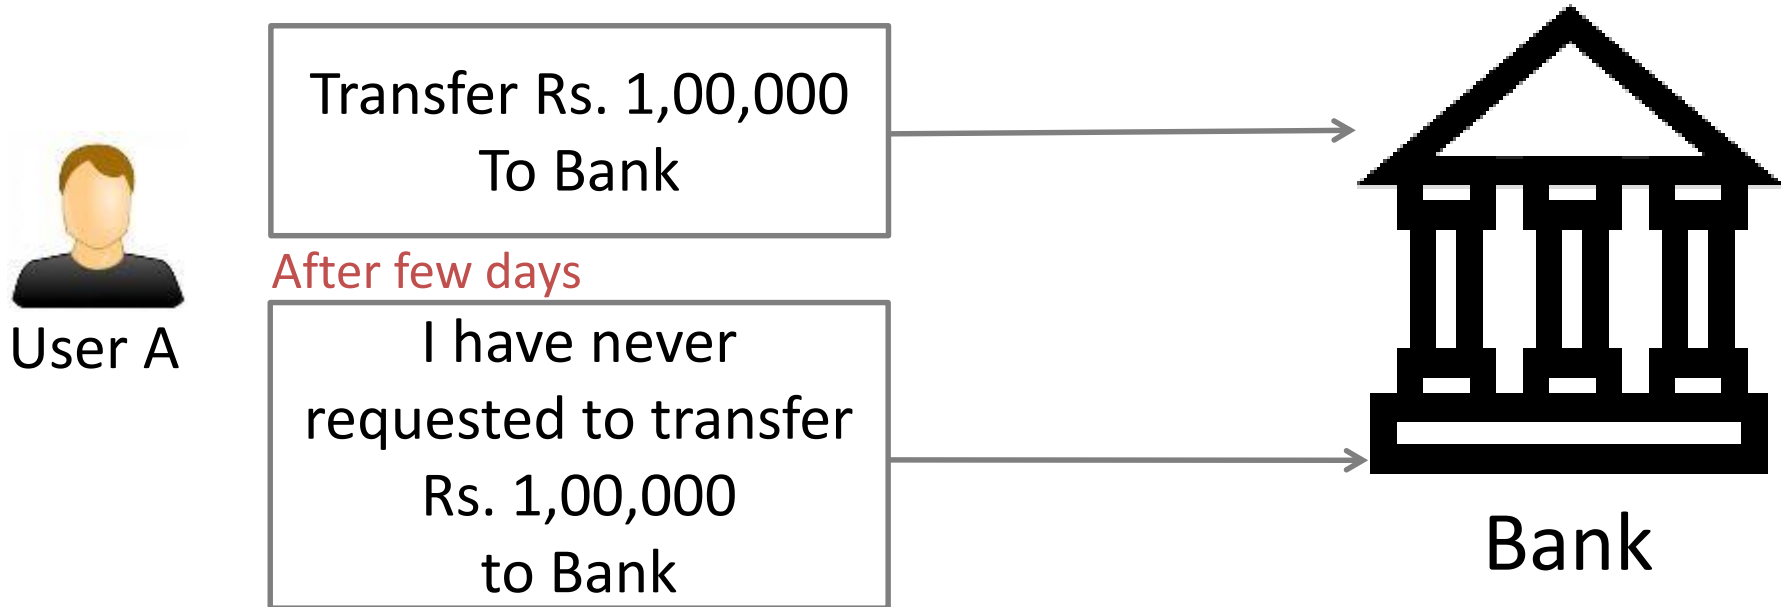 Transfer Rs. 1,00,000
To Bank
After few days
User A
I have never
requested to transfer
Rs. 1,00,000
to Bank
Bank